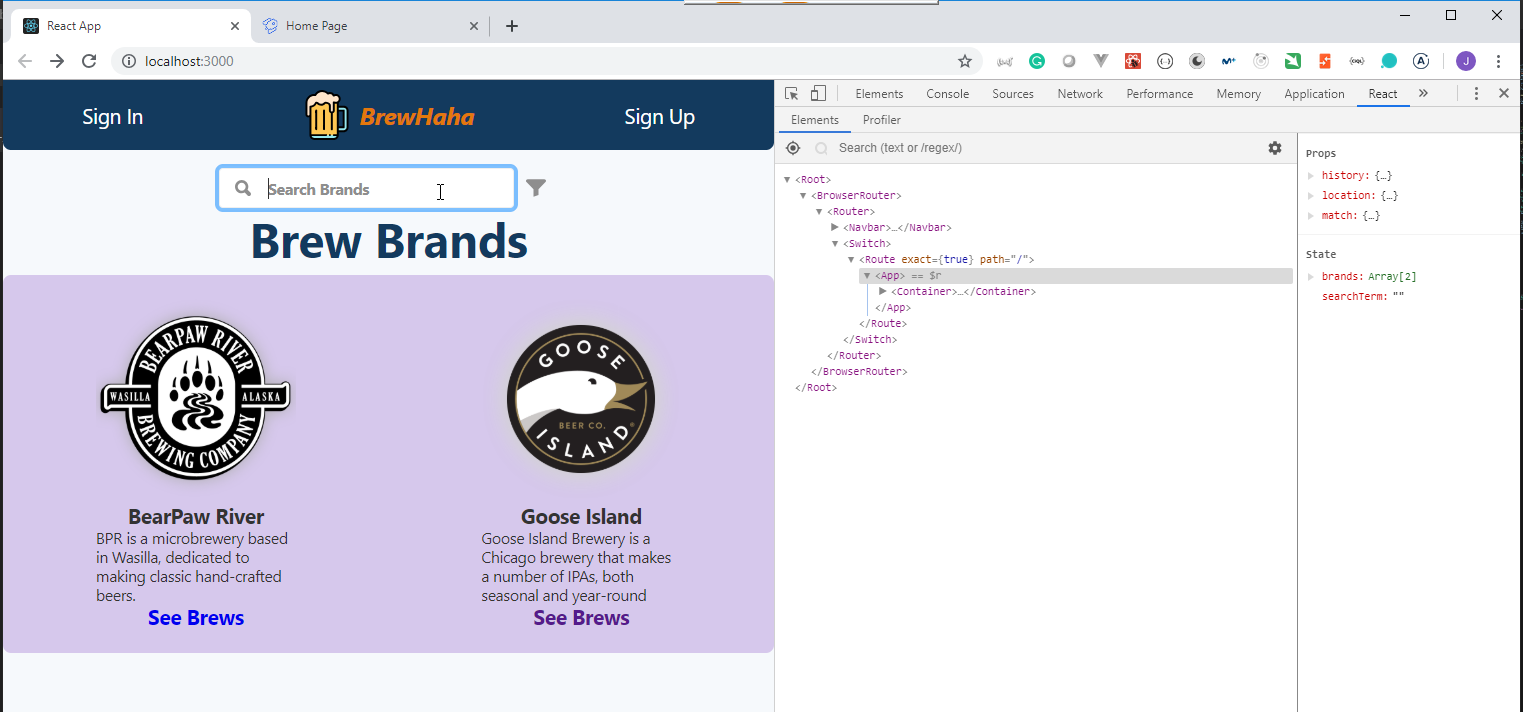 React App
Home Page
localhost:3000
J
Sign In
BrewHaha
Sign Up
Search Brands
Brew Brands
BEARPAW RIVER
WASILLA
ALASKA
BREWING COMPANY
GOOSE
BEER CO.
ISLAND
BearPaw River
BPR is a microbrewery based
in Wasilla, dedicated to
making classic hand-crafted
beers.
See Brews
Goose Island
Goose Island Brewery is a
Chicago brewery that makes
a number of IPAs, both
seasonal and year-round
See Brews
Elements
Console
Sources
Network
Performance
Memory
Application
React
Elements
Profiler
Search (text or /regex/)
<Root>
<BrowserRouter>
<Router>
<Navbar>…</Navbar>
<Switch>
<Route exact={true} path="/">
<App> == $r
<Container>…</Container>
</App>
</Route>
</Switch>
</Router>
</BrowserRouter>
</Root>
Props
history: {…}
location: {…}
match: {…}
State
brands: Array[2]
searchTerm: ""